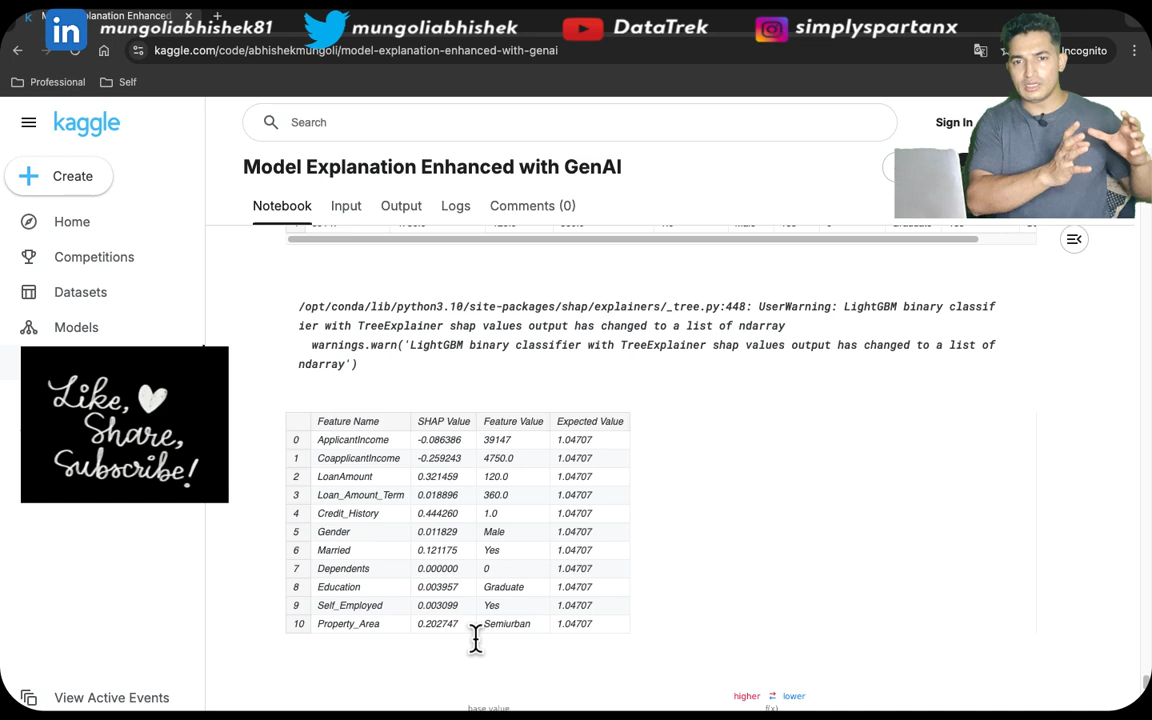 Model Explanation Enhanced
abhishekmungoliabhishek81
mungoliabhishek
DataTrek
simplyspartanx
kaggle.com/code/abhishekmungoli/model-explanation-enhanced-with-genai
Incognito
Professional
Self
kaggle
Search
Sign In
Create
Model Explanation Enhanced with GenAI
Notebook
Input
Output
Logs
Comments (0)
Home
Competitions
Datasets
Models
View Active Events
Like,
Share,
Subscribe!
/opt/conda/lib/python3.10/site-packages/shap/explainers/_tree.py:448: UserWarning: LightGBM binary classif
ier with TreeExplainer shap values output has changed to a list of ndarray
warnings.warn('LightGBM binary classifier with TreeExplainer shap values output has changed to a list of
ndarray')
Feature Name SHAP Value Feature Value Expected Value
0 ApplicantIncome -0.086386 39147 1.04707
1 CoapplicantIncome -0.259243 4750.0 1.04707
2 LoanAmount 0.321459 120.0 1.04707
3 Loan_Amount_Term 0.018896 360.0 1.04707
4 Credit_History 0.444260 1.0 1.04707
5 Gender 0.011829 Male 1.04707
6 Married 0.121175 Yes 1.04707
7 Dependents 0.000000 0 1.04707
8 Education 0.003957 Graduate 1.04707
9 Self_Employed 0.003099 Yes 1.04707
10 Property_Area 0.202747 Semiurban 1.04707
higher ⇄ lower
base value
f(x)